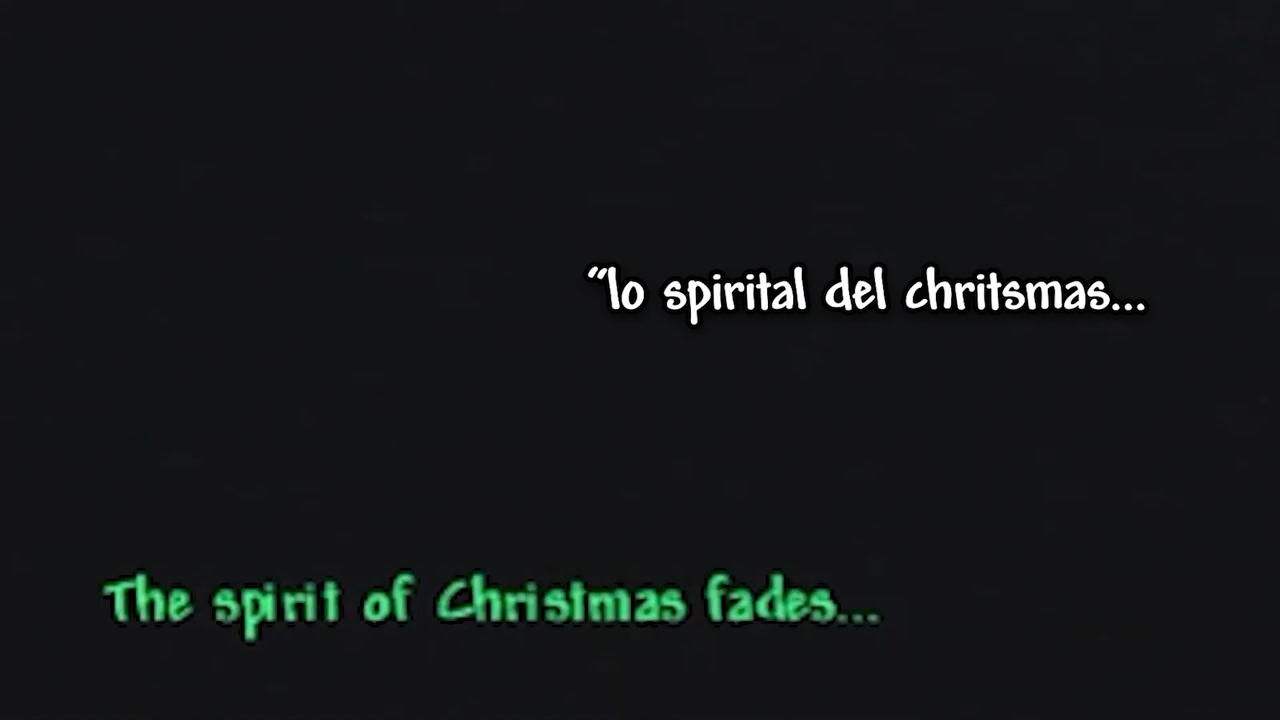 “lo spirital del chritsmas...
The spirit of Christmas fades...